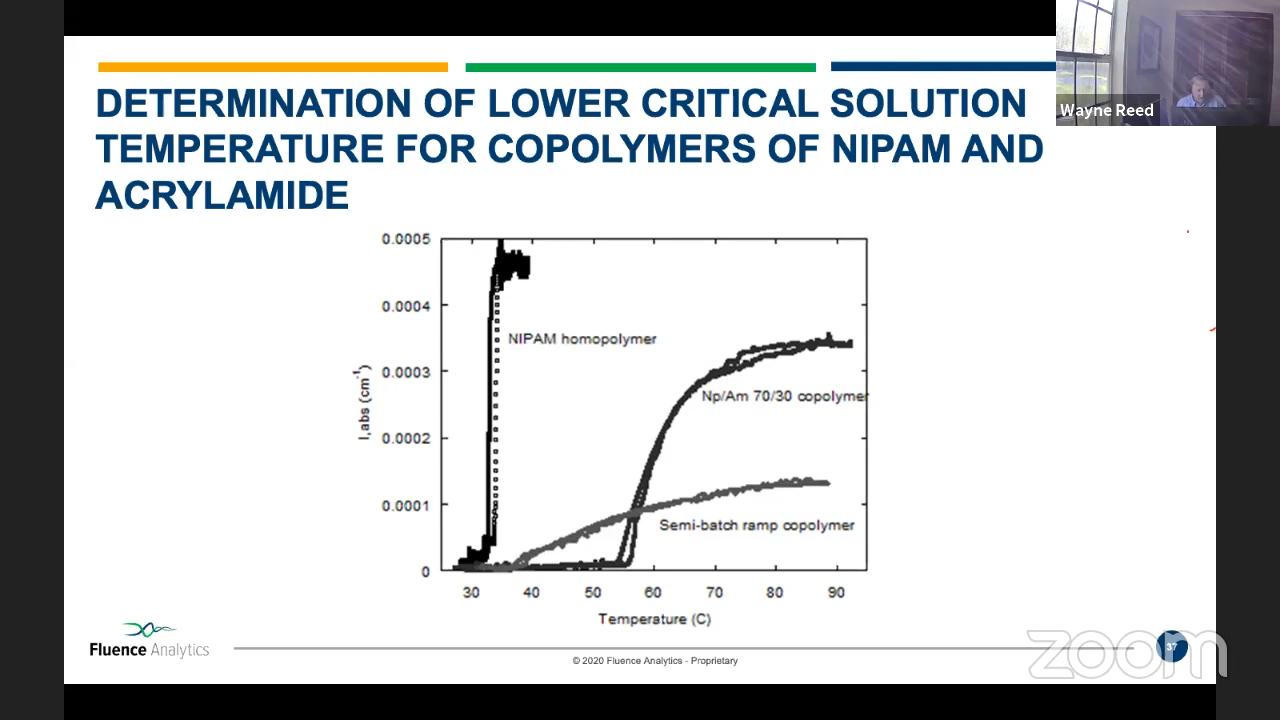 Wayne Reed
DETERMINATION OF LOWER CRITICAL SOLUTION
TEMPERATURE FOR COPOLYMERS OF NIPAM AND
ACRYLAMIDE
0.0005
0.0004
0.0003
0.0002
0.0001
0
I,abs (cm⁻¹)
NIPAM homopolymer
Np/Am 70/30 copolymer
Semi-batch ramp copolymer
30 40 50 60 70 80 90
Temperature (C)
Fluence Analytics
© 2020 Fluence Analytics - Proprietary
37
zoom